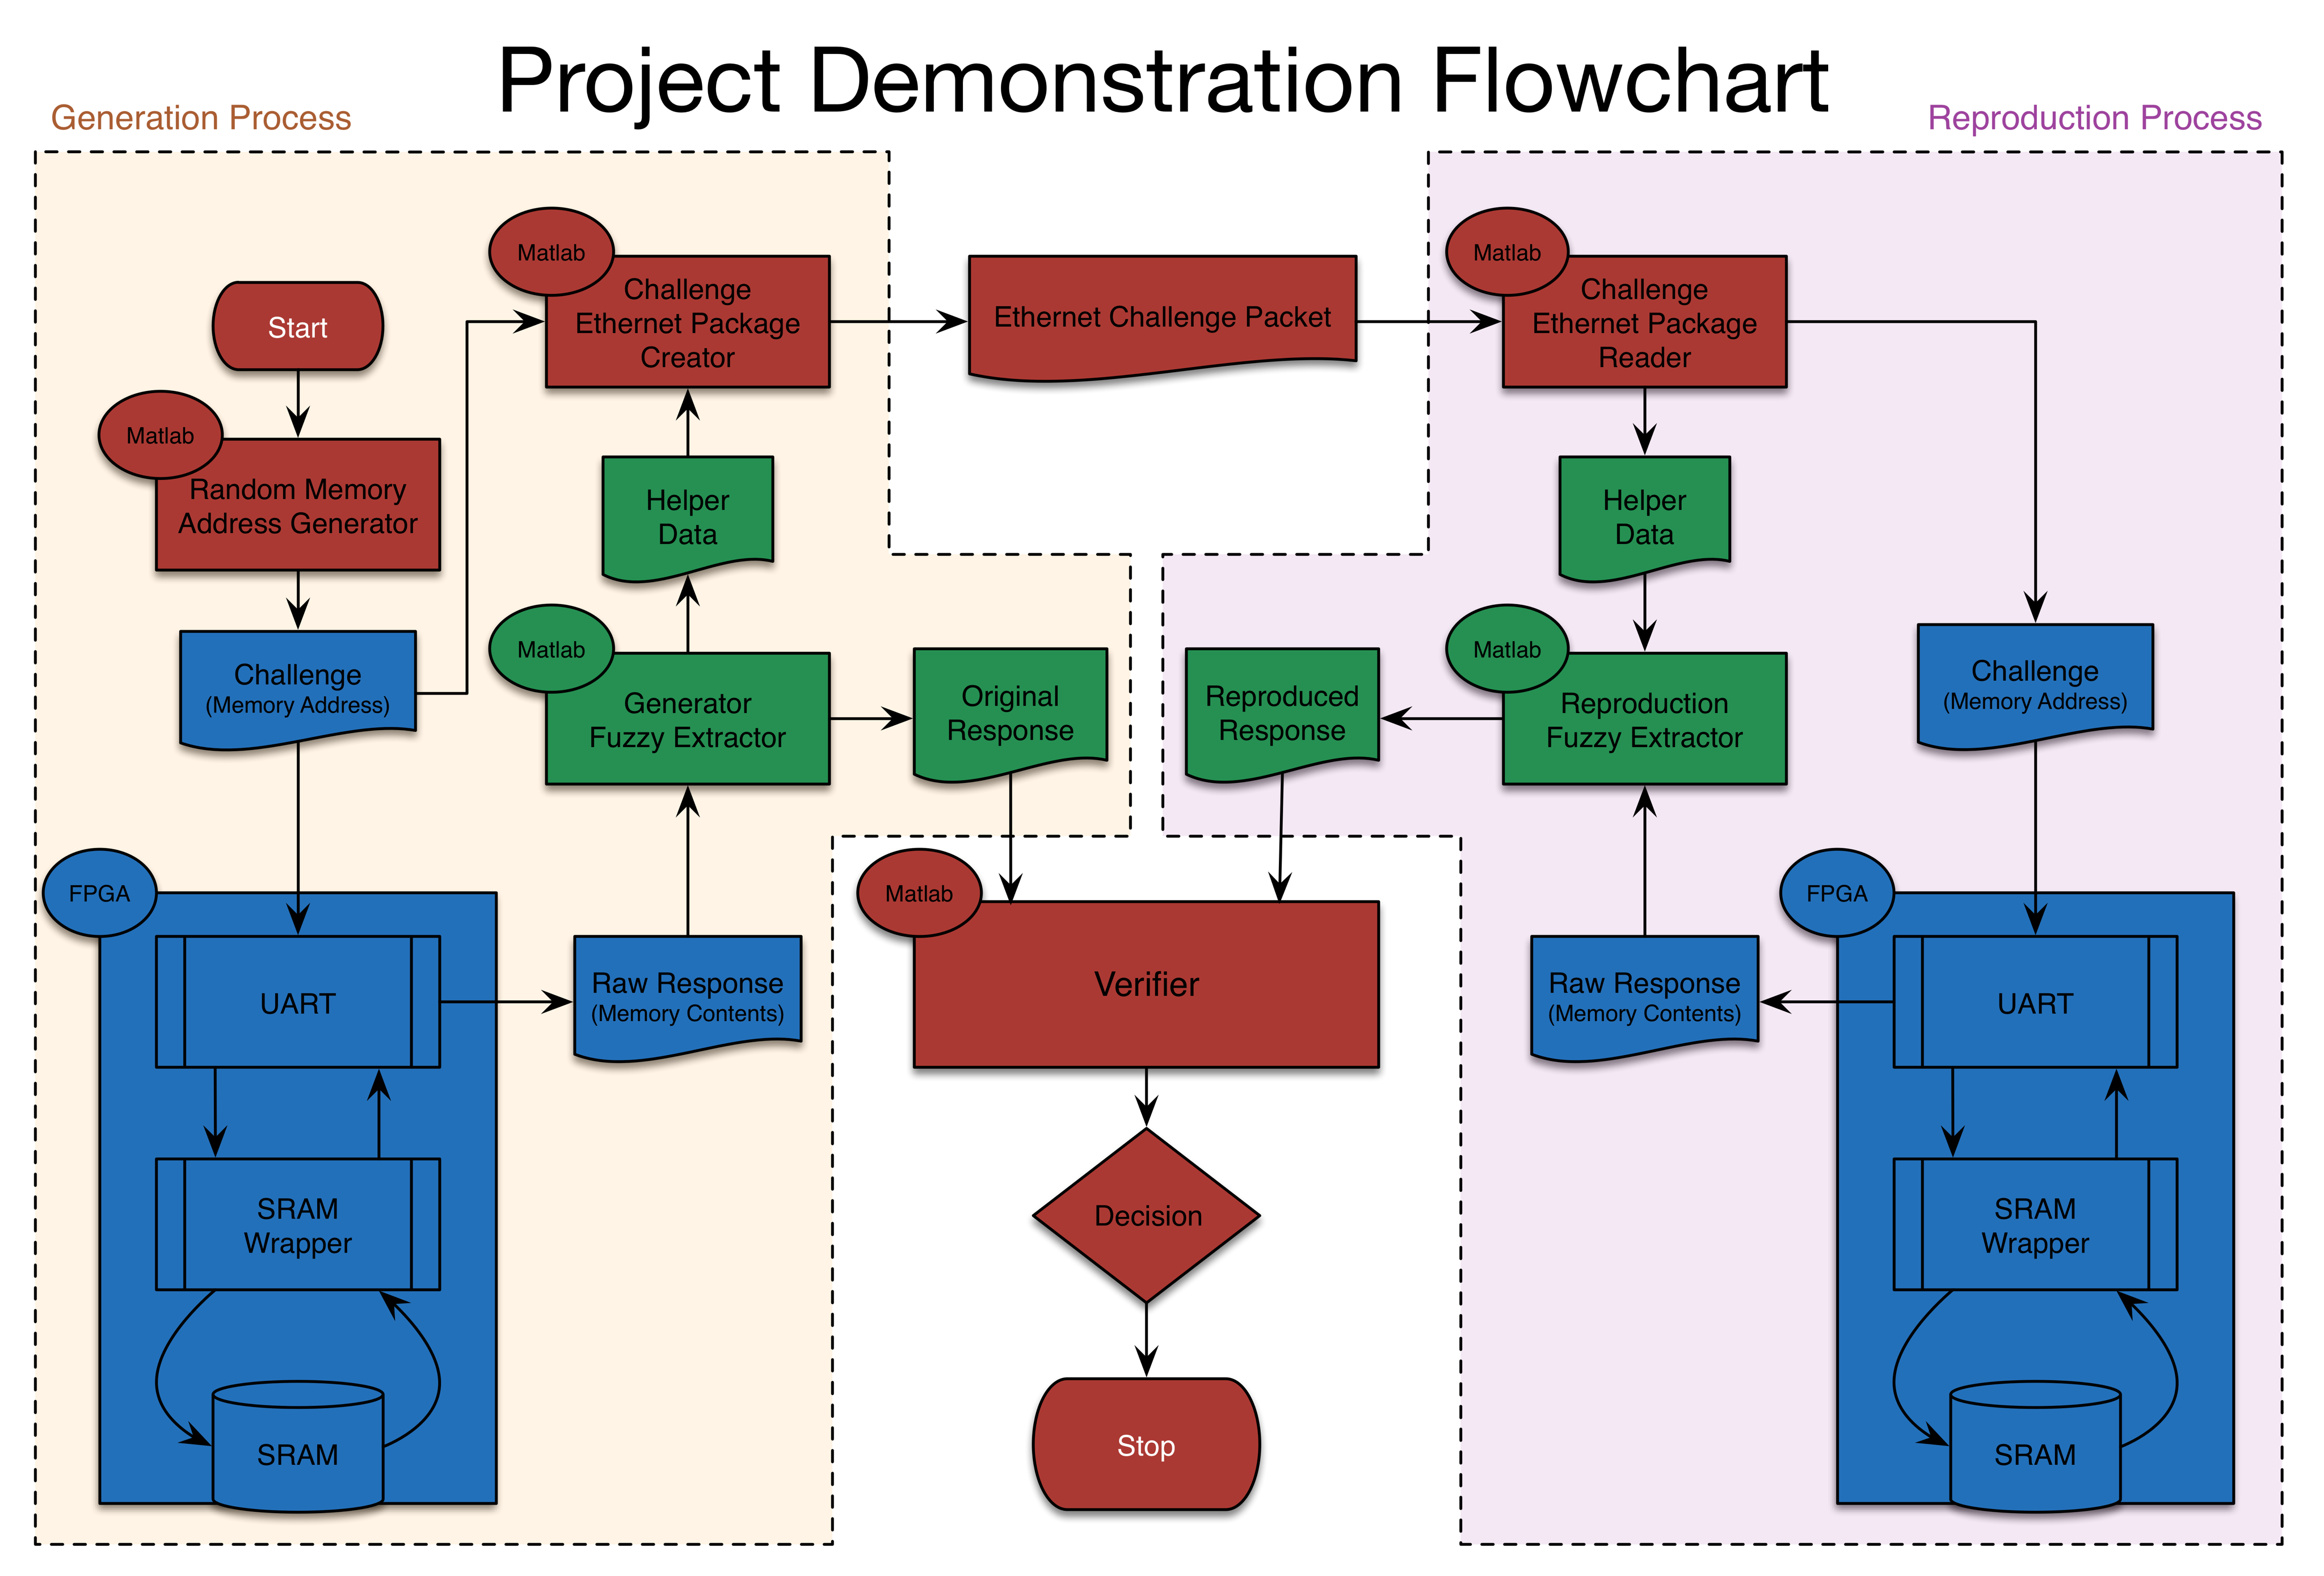 Project Demonstration Flowchart
Generation Process
Reproduction Process
Start
Matlab
Random Memory
Address Generator
Challenge
(Memory Address)
FPGA
UART
SRAM
Wrapper
SRAM
Raw Response
(Memory Contents)
Matlab
Generator
Fuzzy Extractor
Helper
Data
Matlab
Challenge
Ethernet Package
Creator
Original
Response
Ethernet Challenge Packet
Matlab
Challenge
Ethernet Package
Reader
Helper
Data
Matlab
Reproduction
Fuzzy Extractor
Reproduced
Response
Challenge
(Memory Address)
FPGA
UART
SRAM
Wrapper
SRAM
Raw Response
(Memory Contents)
Matlab
Verifier
Decision
Stop